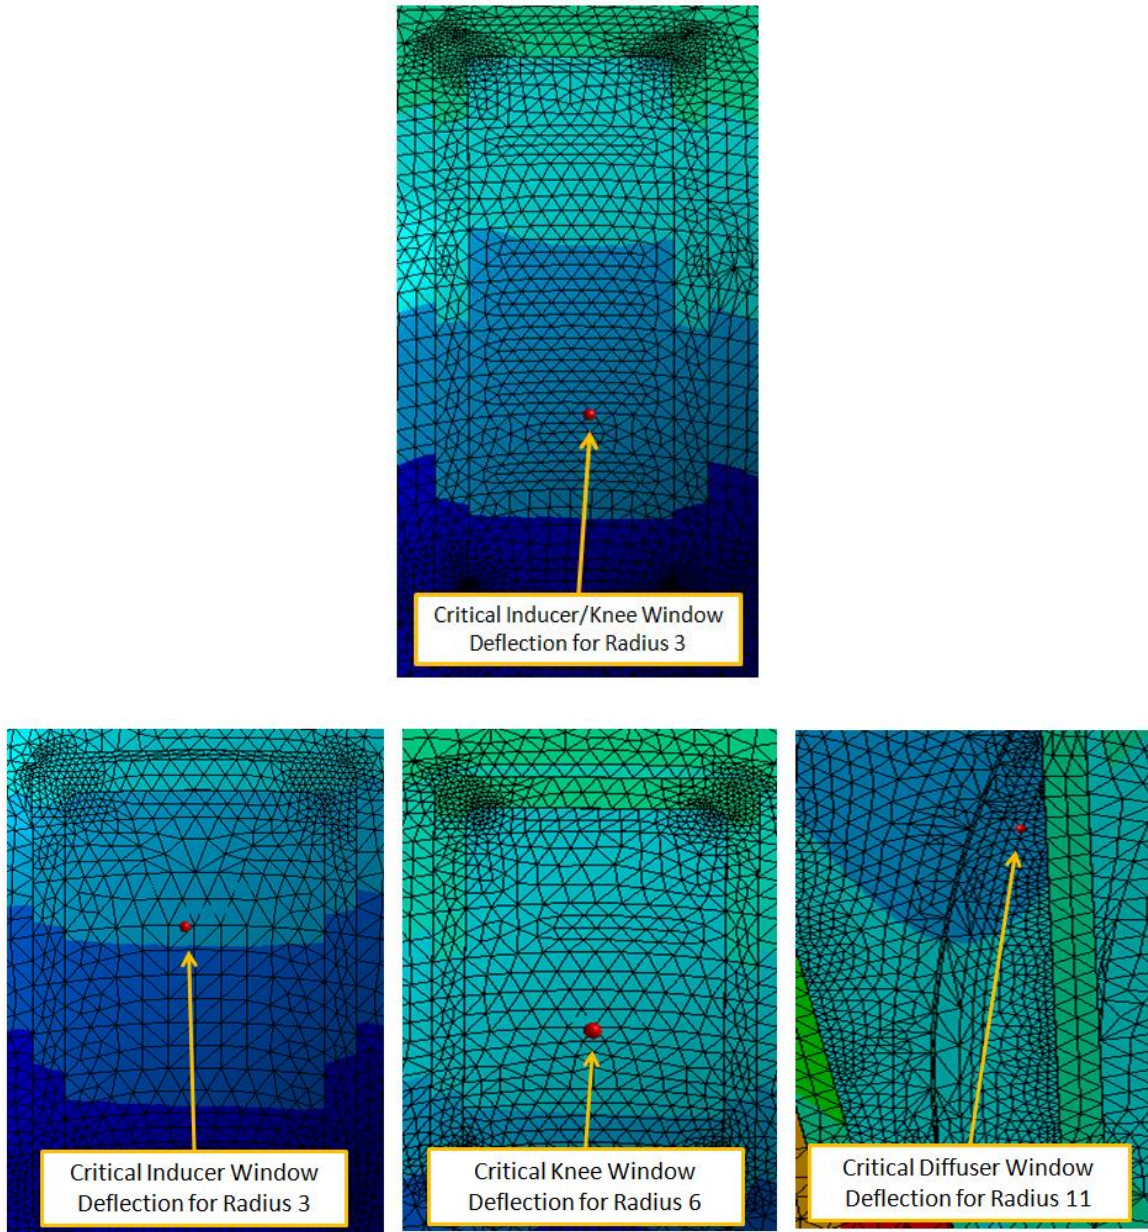 Critical Inducer/Knee Window
Deflection for Radius 3
Critical Inducer Window
Deflection for Radius 3
Critical Knee Window
Deflection for Radius 6
Critical Diffuser Window
Deflection for Radius 11